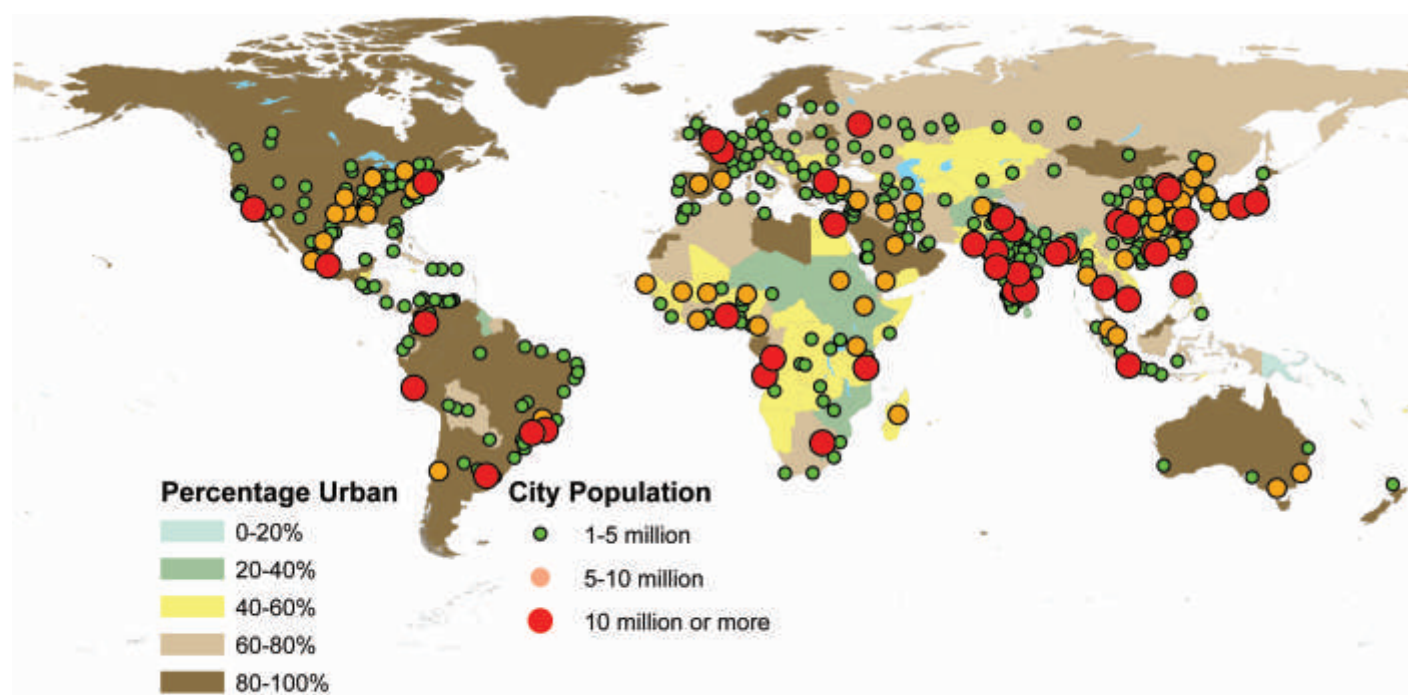 Percentage Urban
0-20%
20-40%
40-60%
60-80%
80-100%
City Population
1-5 million
5-10 million
10 million or more